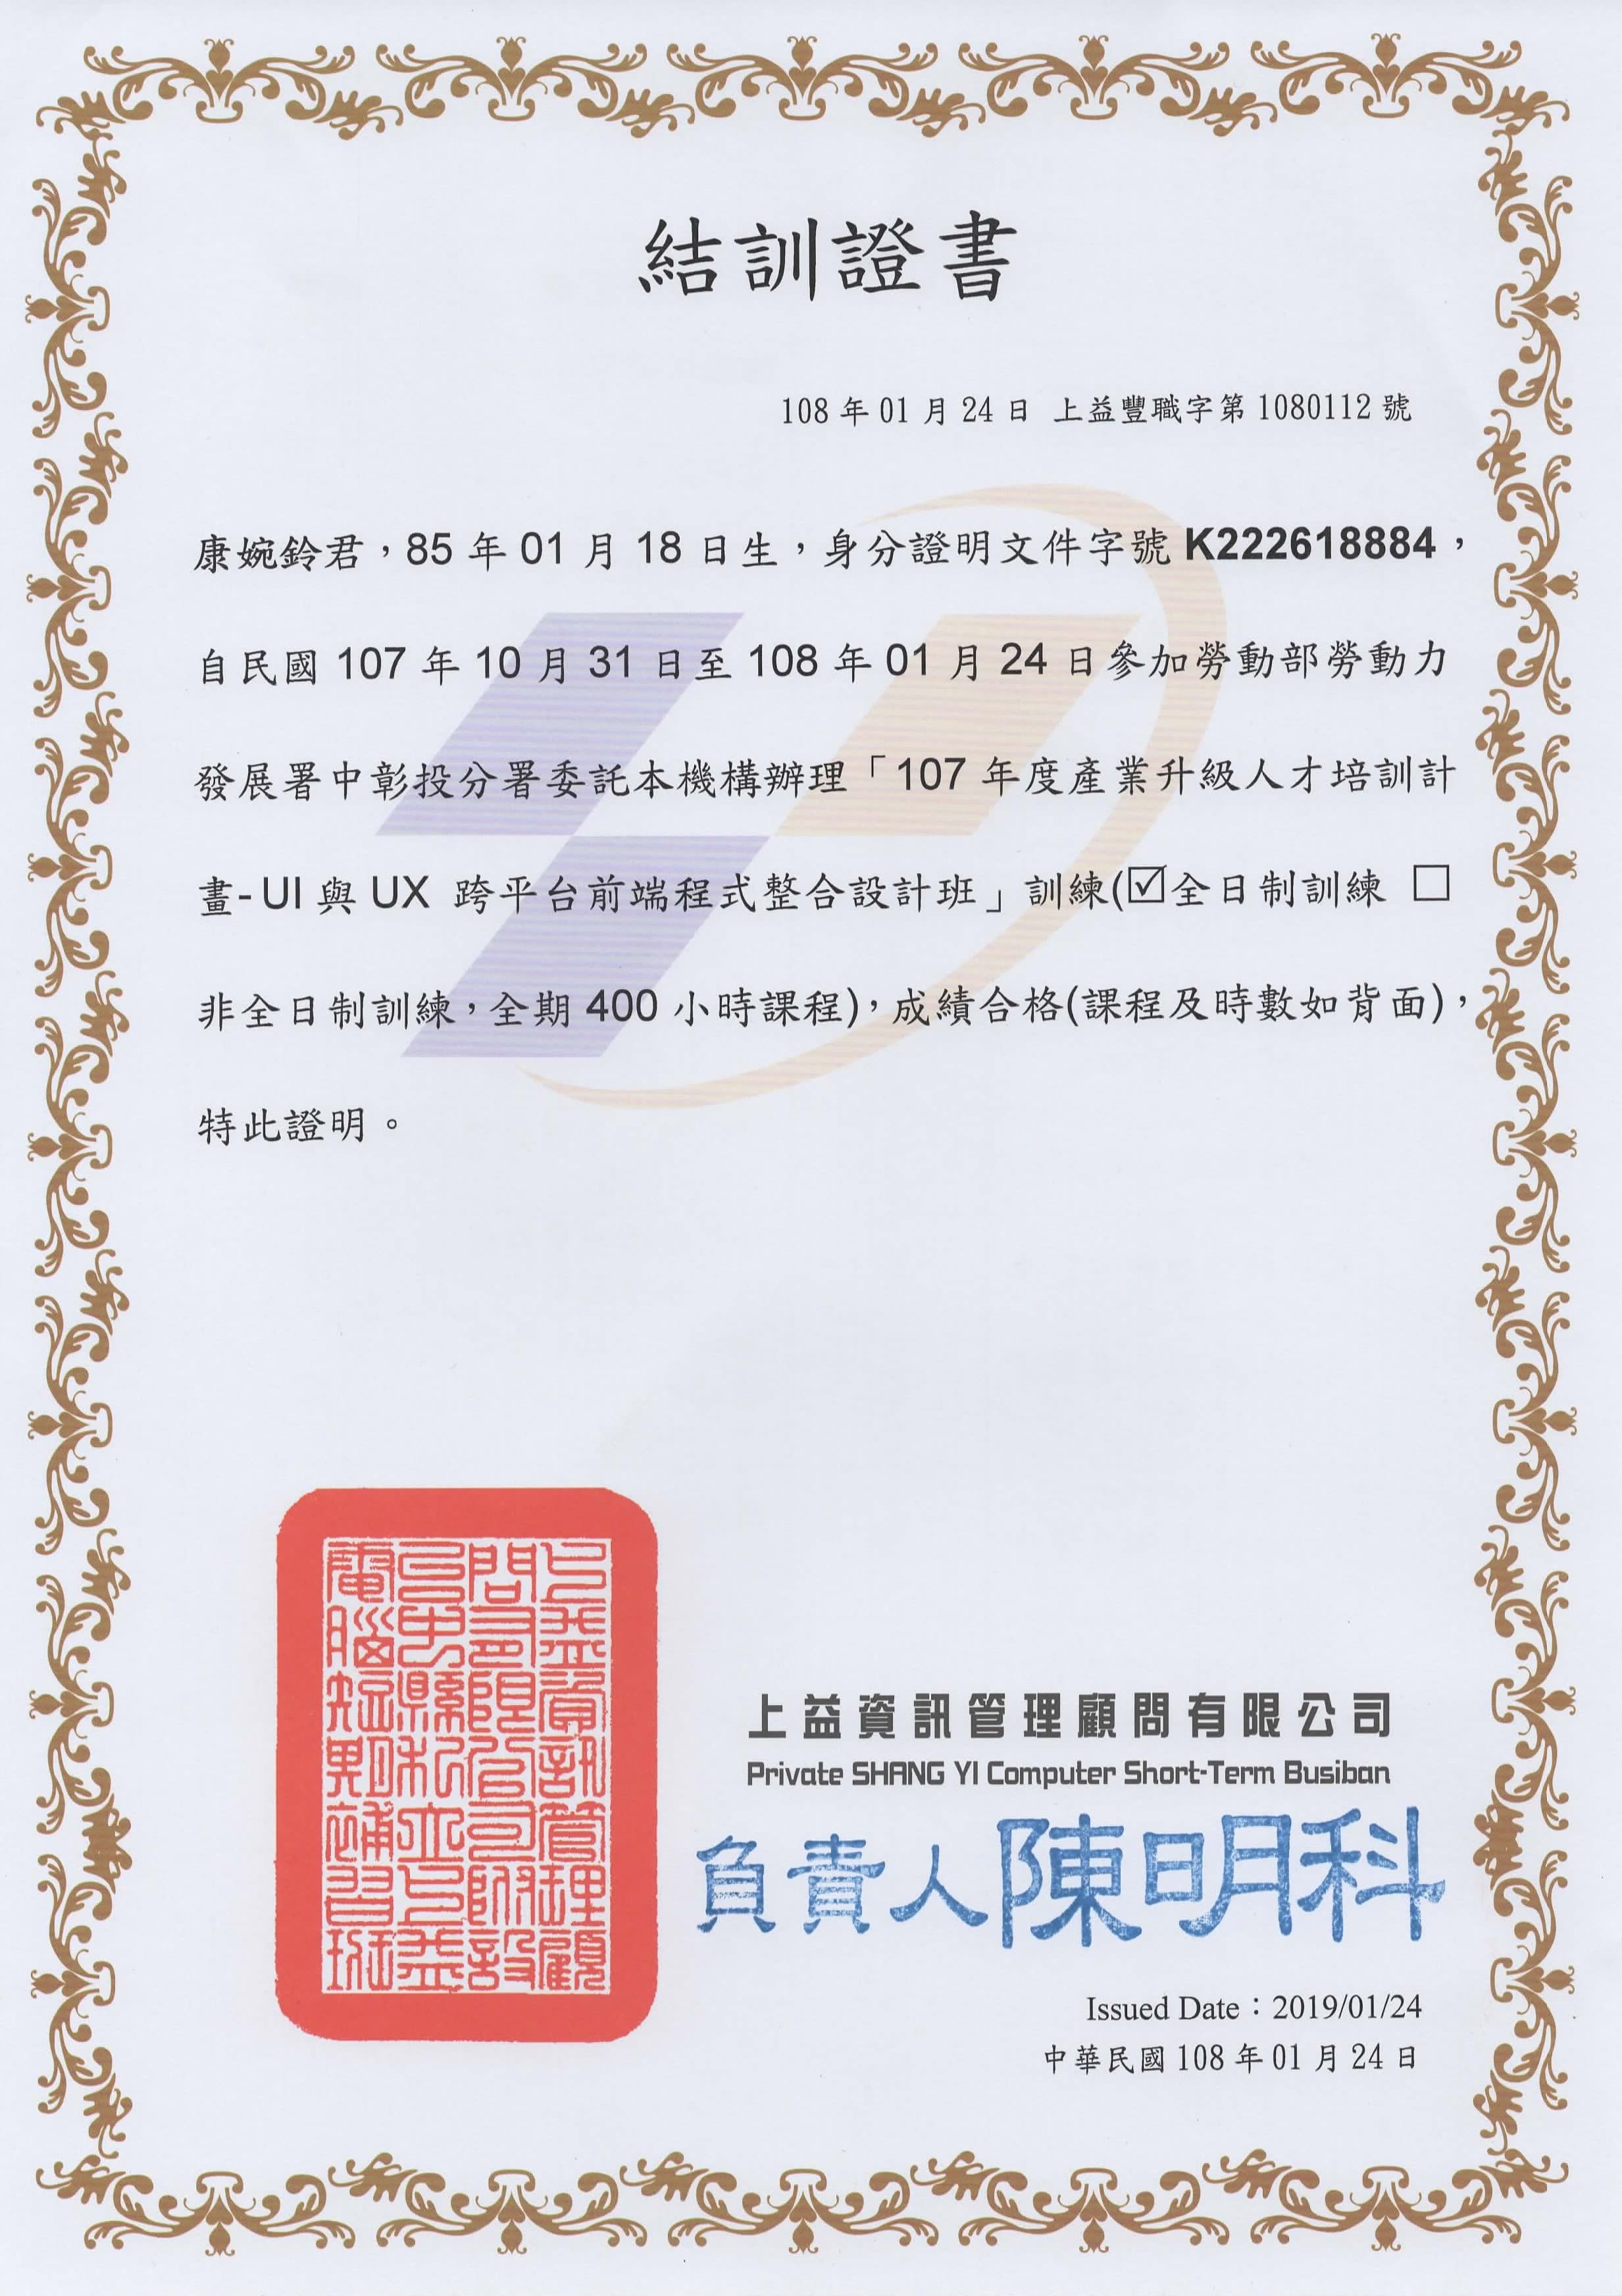 結訓證書
108 年 01 月 24 日 上益豐職字第 1080112 號
康婉鈴君，85 年 01 月 18 日生，身分證明文件字號 K222618884，
自民國 107 年 10 月 31 日至 108 年 01 月 24 日參加勞動部勞動力
發展署中彰投分署委託本機構辦理「107 年度產業升級人才培訓計
畫-UI 與 UX 跨平台前端程式整合設計班」訓練(☑全日制訓練 □
非全日制訓練，全期 400 小時課程)，成績合格(課程及時數如背面)，
特此證明。
上益資訊管理顧
問有限公司附設
台中縣私立上益
電腦短期補習班
上益資訊管理顧問有限公司
Private SHANG YI Computer Short-Term Busiban
負責人陳明科
Issued Date：2019/01/24
中華民國 108 年 01 月 24 日